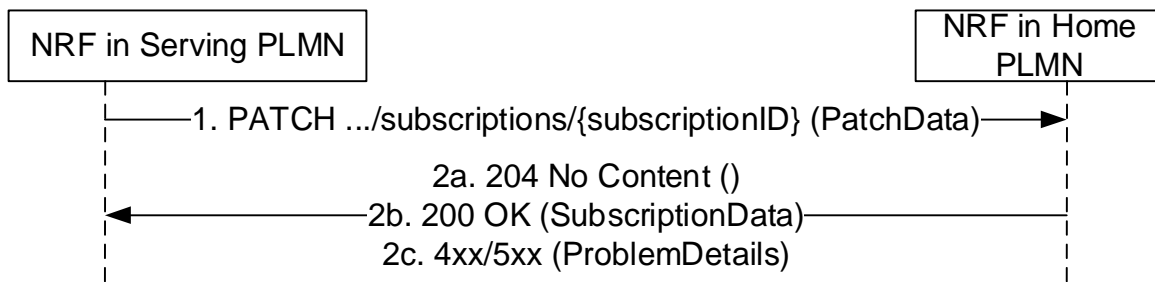 NRF in Serving PLMN
NRF in Home
PLMN
1. PATCH .../subscriptions/{subscriptionID} (PatchData)
2a. 204 No Content ()
2b. 200 OK (SubscriptionData)
2c. 4xx/5xx (ProblemDetails)